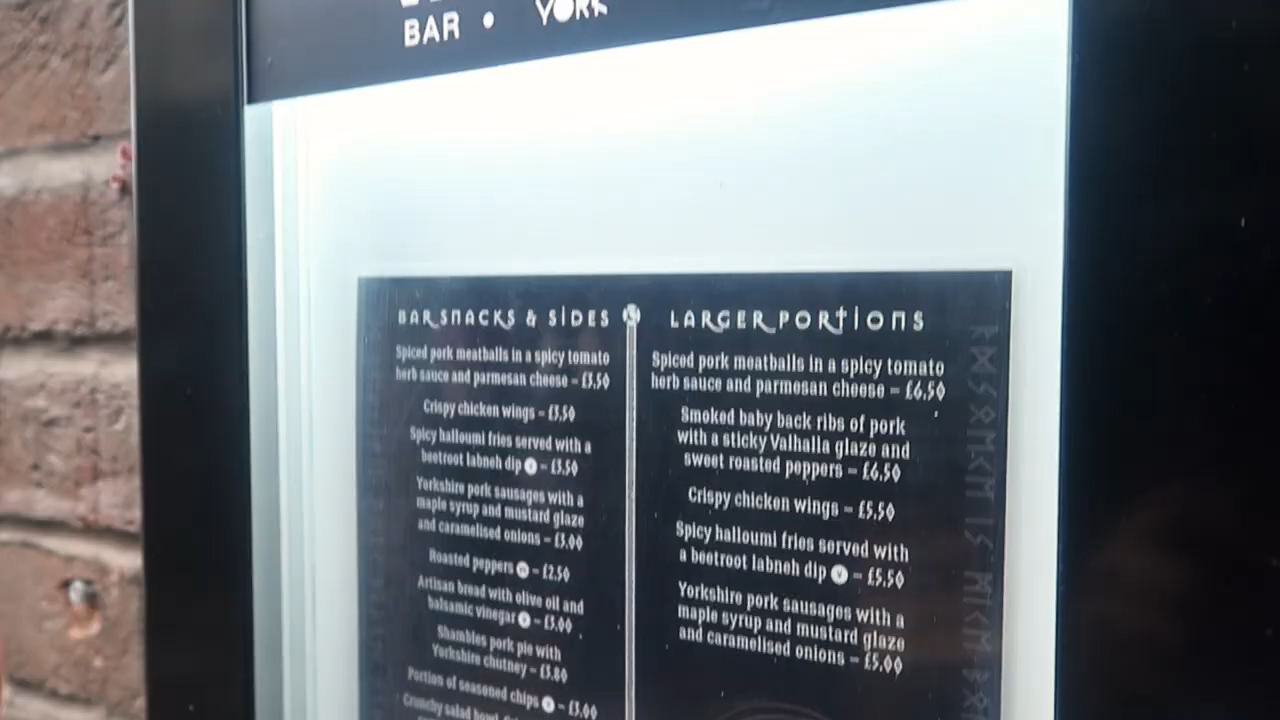 BAR • YORK
BAR SNACKS & SIDES
Spiced pork meatballs in a spicy tomato
herb sauce and parmesan cheese – £3.50
Crispy chicken wings – £3.50
Spicy halloumi fries served with a
beetroot labneh dip V – £3.50
Yorkshire pork sausages with a
maple syrup and mustard glaze
and caramelised onions – £3.00
Roasted peppers – £2.50
Artisan bread with olive oil and
balsamic vinegar V – £3.00
Shambles pork pie with
Yorkshire chutney – £3.80
Portion of seasoned chips V – £3.00
Crunchy salad bowl
LARGER PORTIONS
Spiced pork meatballs in a spicy tomato
herb sauce and parmesan cheese – £6.50
Smoked baby back ribs of pork
with a sticky Valhalla glaze and
sweet roasted peppers – £6.50
Crispy chicken wings – £5.50
Spicy halloumi fries served with
a beetroot labneh dip V – £5.50
Yorkshire pork sausages with a
maple syrup and mustard glaze
and caramelised onions – £5.00